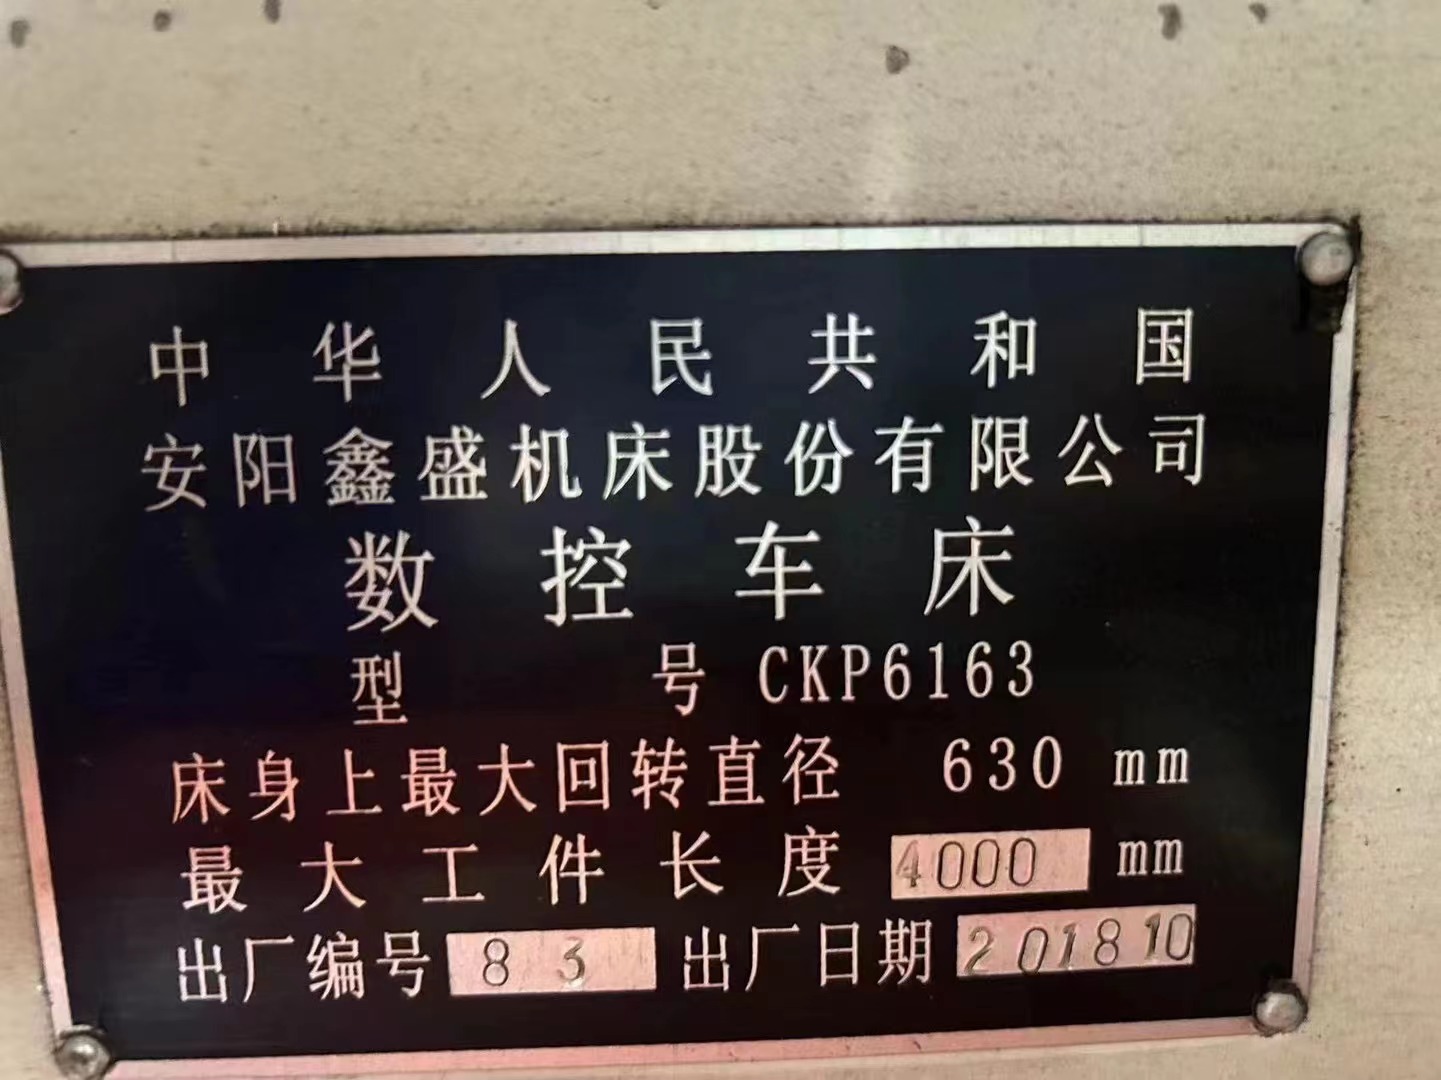 中华人民共和国
安阳鑫盛机床股份有限公司
数控车床
型号 CKP6163
床身上最大回转直径 630 mm
最大工件长度 4000 mm
出厂编号 83 出厂日期 201810